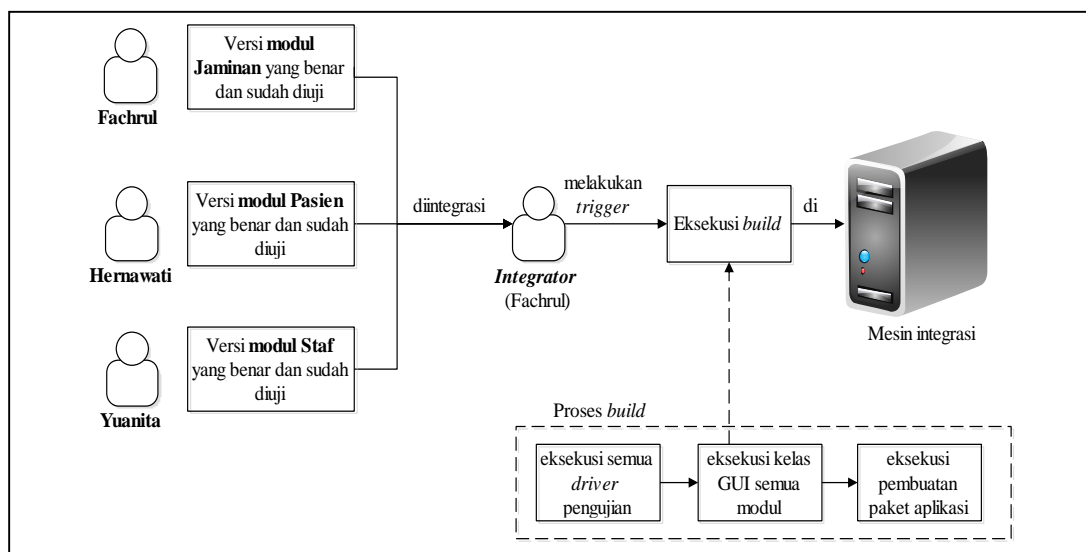 Versi modul
Jaminan yang benar
dan sudah diuji
Fachrul
Versi modul Pasien
yang benar dan sudah
diuji
Hernawati
Versi modul Staf
yang benar dan sudah
diuji
Yuanita
diintegrasi
Integrator
(Fachrul)
melakukan
trigger
Eksekusi build
di
Mesin integrasi
Proses build
eksekusi semua
driver
pengujian
eksekusi kelas
GUI semua
modul
eksekusi
pembuatan
paket aplikasi